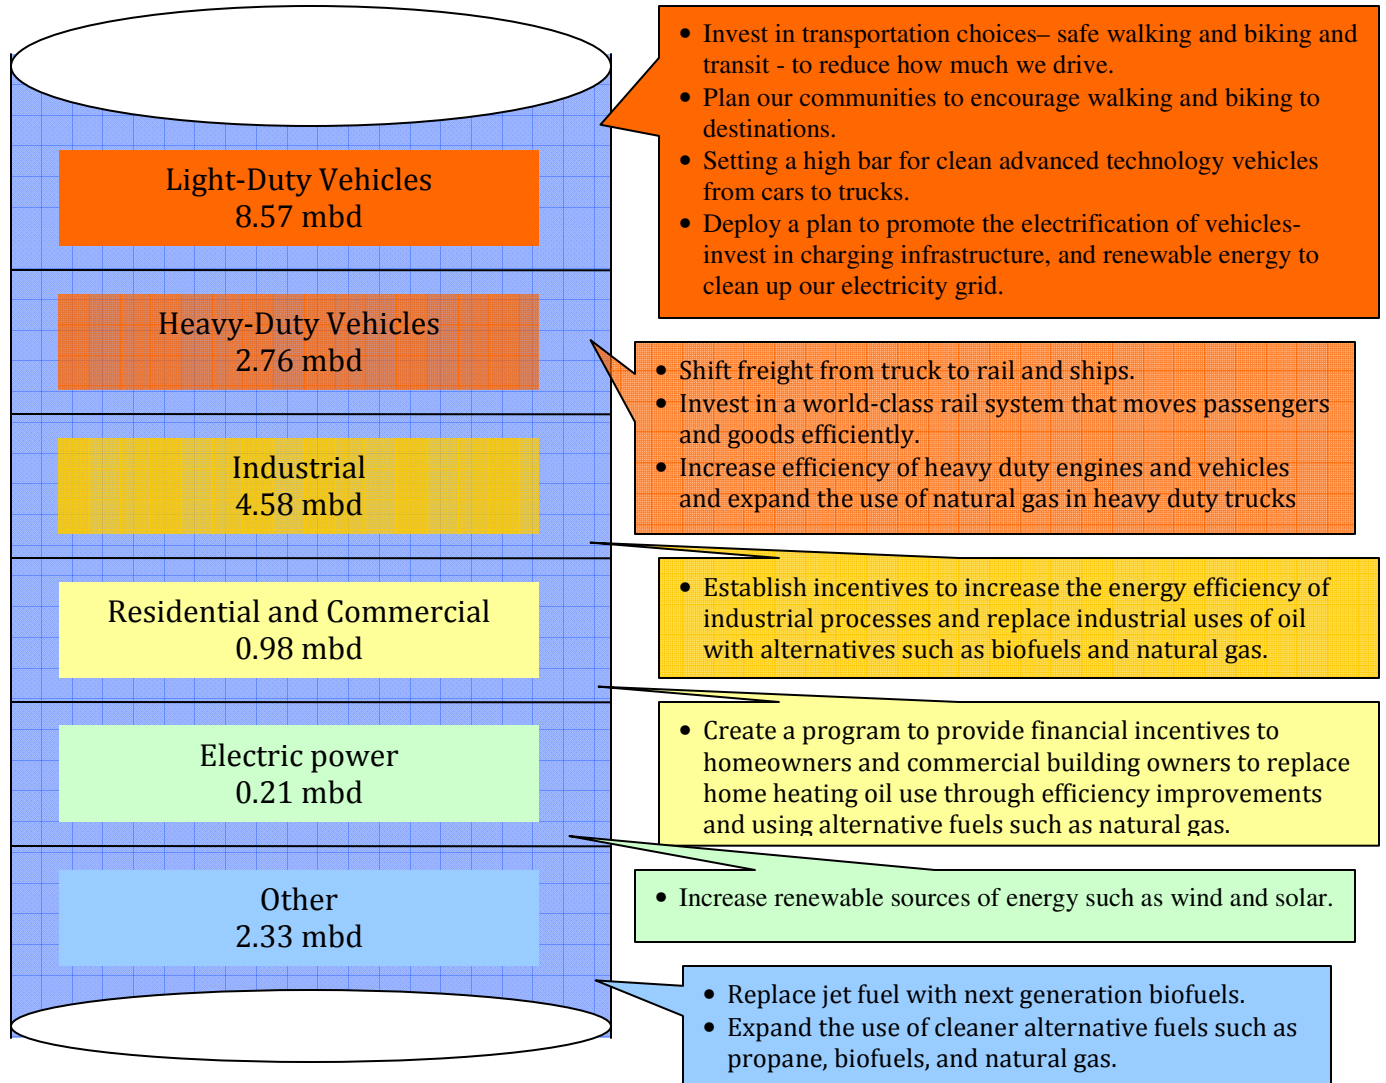 Light-Duty Vehicles
8.57 mbd
Heavy-Duty Vehicles
2.76 mbd
Industrial
4.58 mbd
Residential and Commercial
0.98 mbd
Electric power
0.21 mbd
Other
2.33 mbd
• Invest in transportation choices– safe walking and biking and
transit - to reduce how much we drive.
• Plan our communities to encourage walking and biking to
destinations.
• Setting a high bar for clean advanced technology vehicles
from cars to trucks.
• Deploy a plan to promote the electrification of vehicles-
invest in charging infrastructure, and renewable energy to
clean up our electricity grid.
• Shift freight from truck to rail and ships.
• Invest in a world-class rail system that moves passengers
and goods efficiently.
• Increase efficiency of heavy duty engines and vehicles
and expand the use of natural gas in heavy duty trucks
• Establish incentives to increase the energy efficiency of
industrial processes and replace industrial uses of oil
with alternatives such as biofuels and natural gas.
• Create a program to provide financial incentives to
homeowners and commercial building owners to replace
home heating oil use through efficiency improvements
and using alternative fuels such as natural gas.
• Increase renewable sources of energy such as wind and solar.
• Replace jet fuel with next generation biofuels.
• Expand the use of cleaner alternative fuels such as
propane, biofuels, and natural gas.